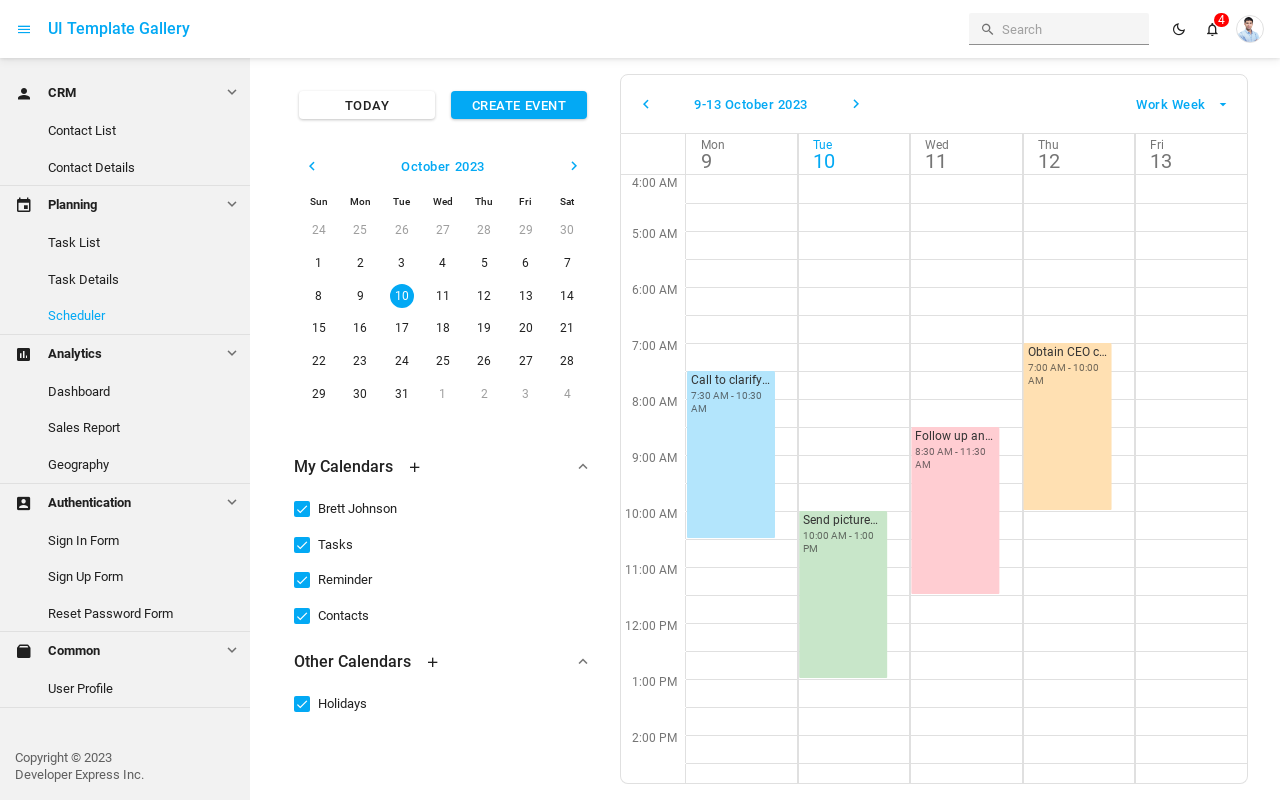 UI Template Gallery
Search
4
CRM
Contact List
Contact Details
Planning
Task List
Task Details
Scheduler
Analytics
Dashboard
Sales Report
Geography
Authentication
Sign In Form
Sign Up Form
Reset Password Form
Common
User Profile
Copyright © 2023
Developer Express Inc.
TODAY
CREATE EVENT
October 2023
Sun Mon Tue Wed Thu Fri Sat
24 25 26 27 28 29 30
1 2 3 4 5 6 7
8 9 10 11 12 13 14
15 16 17 18 19 20 21
22 23 24 25 26 27 28
29 30 31 1 2 3 4
My Calendars
Brett Johnson
Tasks
Reminder
Contacts
Other Calendars
Holidays
9-13 October 2023
Work Week
Mon Tue Wed Thu Fri
9 10 11 12 13
4:00 AM
5:00 AM
6:00 AM
7:00 AM
8:00 AM
9:00 AM
10:00 AM
11:00 AM
12:00 PM
1:00 PM
2:00 PM
Call to clarify...
7:30 AM - 10:30
AM
Send picture...
10:00 AM - 1:00
PM
Follow up an...
8:30 AM - 11:30
AM
Obtain CEO c...
7:00 AM - 10:00
AM